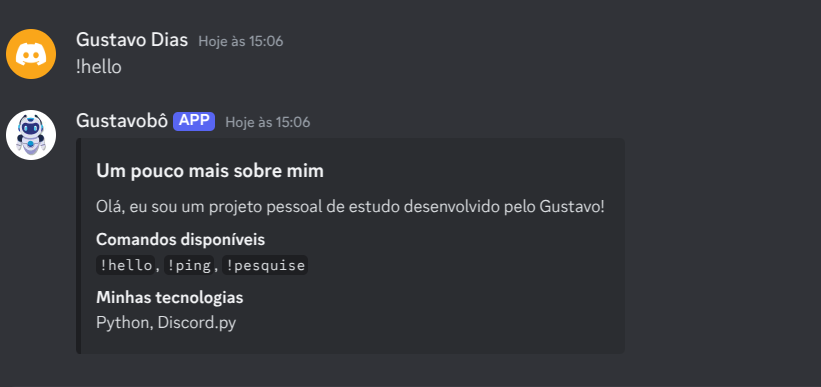 Gustavo Dias Hoje às 15:06
!hello
Gustavobô APP Hoje às 15:06
Um pouco mais sobre mim
Olá, eu sou um projeto pessoal de estudo desenvolvido pelo Gustavo!
Comandos disponíveis
!hello, !ping, !pesquise
Minhas tecnologias
Python, Discord.py